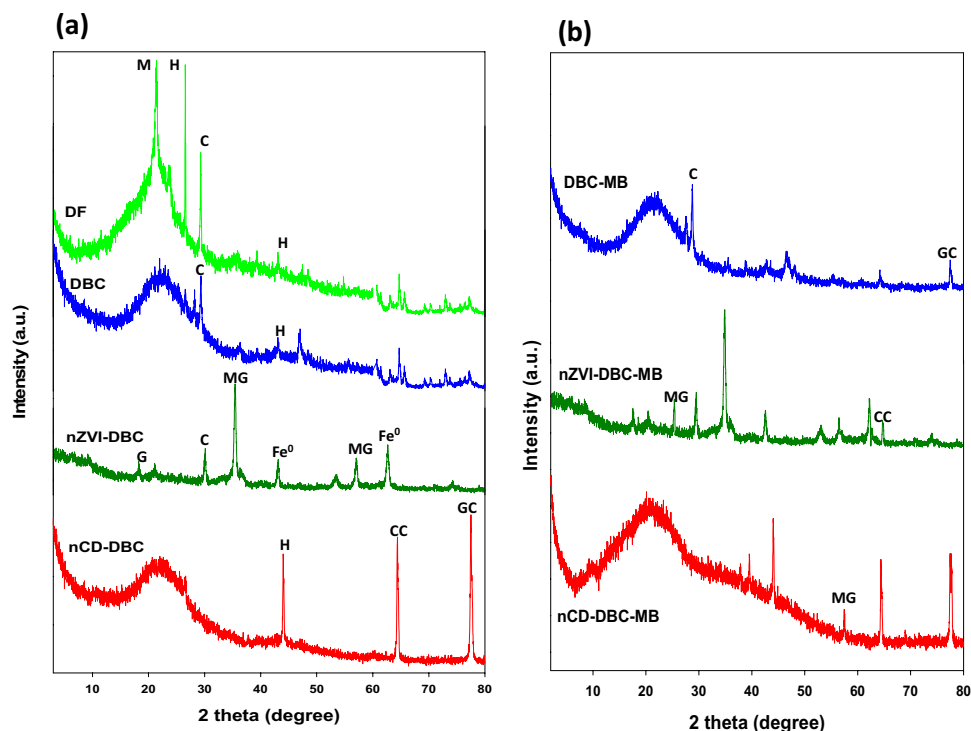 (a)
M H
C
DF
H
DBC
C
H
MG
nZVI-DBC
G
C
Fe⁰
MG
Fe⁰
nCD-DBC
H
CC
GC
10 20 30 40 50 60 70 80
2 theta (degree)
Intensity (a.u.)
(b)
DBC-MB
C
GC
nZVI-DBC-MB
MG
CC
MG
nCD-DBC-MB
10 20 30 40 50 60 70 80
2 theta (degree)
Intensity (a.u.)